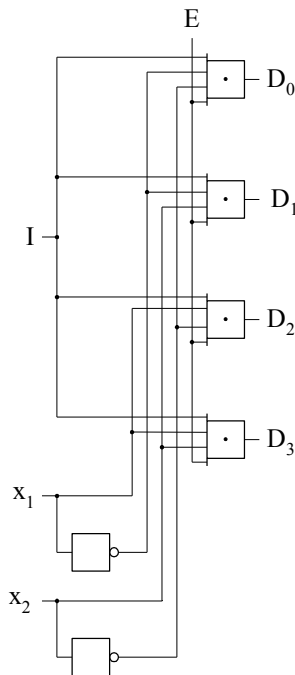 E
D₀
D₁
I
D₂
D₃
x₁
x₂